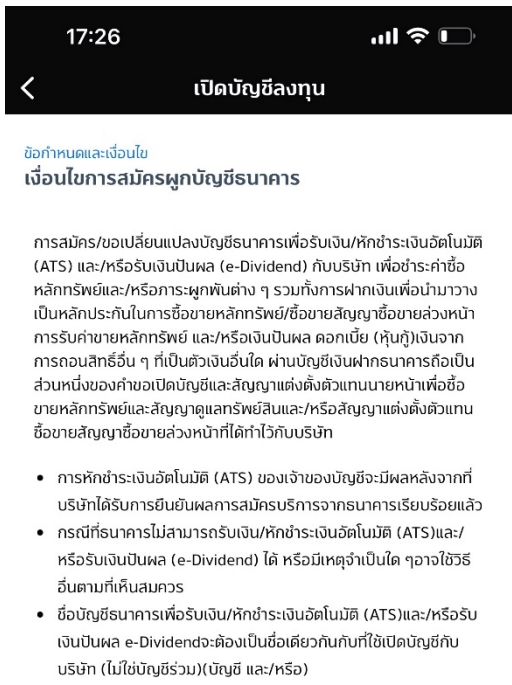 17:26
เปิดบัญชีลงทุน
ข้อกำหนดและเงื่อนไข
เงื่อนไขการสมัครผูกบัญชีธนาคาร
การสมัคร/ขอเปลี่ยนแปลงบัญชีธนาคารเพื่อรับเงิน/หักชำระเงินอัตโนมัติ
(ATS) และ/หรือรับเงินปันผล (e-Dividend) กับบริษัท เพื่อชำระค่าซื้อ
หลักทรัพย์และ/หรือภาระผูกพันต่าง ๆ รวมทั้งการฝากเงินเพื่อนำมาวาง
เป็นหลักประกันในการซื้อขายหลักทรัพย์/ซื้อขายสัญญาซื้อขายล่วงหน้า
การรับค่าขายหลักทรัพย์ และ/หรือเงินปันผล ดอกเบี้ย (หุ้นกู้)เงินจาก
การถอนสิทธิ์อื่น ๆ ที่เป็นตัวเงินอื่นใด ผ่านบัญชีเงินฝากธนาคารถือเป็น
ส่วนหนึ่งของคำขอเปิดบัญชีและสัญญาแต่งตั้งตัวแทนนายหน้าเพื่อซื้อ
ขายหลักทรัพย์และสัญญาดูแลทรัพย์สินและ/หรือสัญญาแต่งตั้งตัวแทน
ซื้อขายสัญญาซื้อขายล่วงหน้าที่ได้ทำไว้กับบริษัท
• การหักชำระเงินอัตโนมัติ (ATS) ของเจ้าของบัญชีจะมีผลหลังจากที่
บริษัทได้รับการยืนยันผลการสมัครบริการจากธนาคารเรียบร้อยแล้ว
• กรณีที่ธนาคารไม่สามารถรับเงิน/หักชำระเงินอัตโนมัติ (ATS)และ/
หรือรับเงินปันผล (e-Dividend) ได้ หรือมีเหตุจำเป็นใด ๆอาจใช้วิธี
อื่นตามที่เห็นสมควร
• ชื่อบัญชีธนาคารเพื่อรับเงิน/หักชำระเงินอัตโนมัติ (ATS)และ/หรือรับ
เงินปันผล e-Dividendจะต้องเป็นชื่อเดียวกันกับที่ใช้เปิดบัญชีกับ
บริษัท (ไม่ใช่บัญชีร่วม)(บัญชี และ/หรือ)